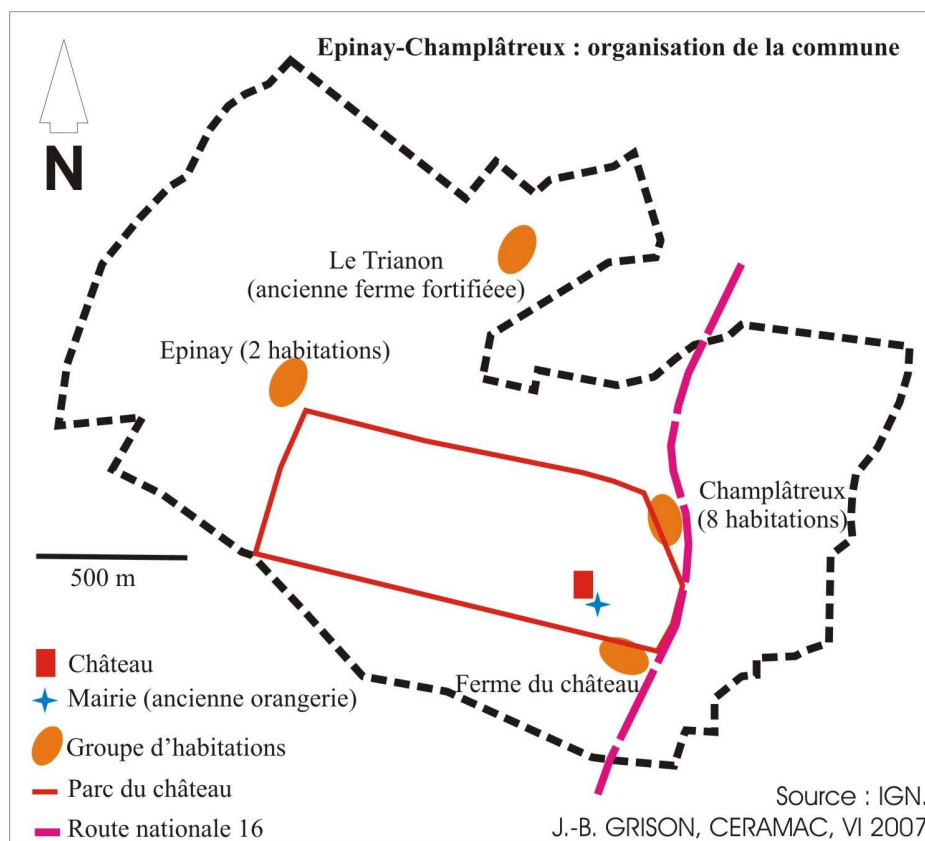 Epinay-Champlâtreux : organisation de la commune
N
Le Trianon
(ancienne ferme fortifiéee)
Epinay (2 habitations)
Champlâtreux
(8 habitations)
500 m
Ferme du château
Château
Mairie (ancienne orangerie)
Groupe d'habitations
Parc du château
Route nationale 16
Source : IGN.
J.-B. GRISON, CERAMAC, VI 2007